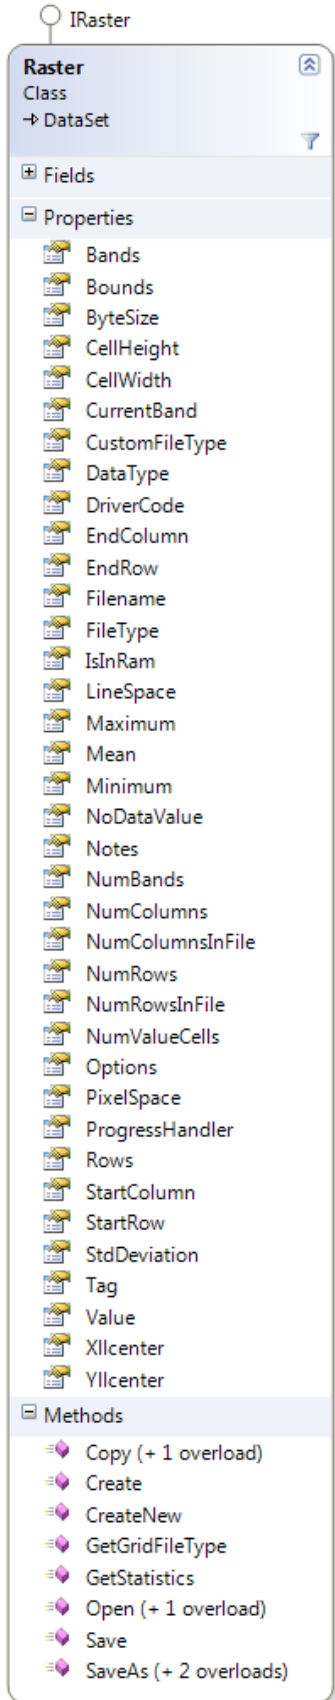 IRaster
Raster
Class
DataSet
Fields
Properties
Bands
Bounds
ByteSize
CellHeight
CellWidth
CurrentBand
CustomFileType
DataType
DriverCode
EndColumn
EndRow
Filename
FileType
IsInRam
LineSpace
Maximum
Mean
Minimum
NoDataValue
Notes
NumBands
NumColumns
NumColumnsInFile
NumRows
NumRowsInFile
NumValueCells
Options
PixelSpace
ProgressHandler
Rows
StartColumn
StartRow
StdDeviation
Tag
Value
Xllcenter
Yllcenter
Methods
Copy (+ 1 overload)
Create
CreateNew
GetGridFileType
GetStatistics
Open (+ 1 overload)
Save
SaveAs (+ 2 overloads)